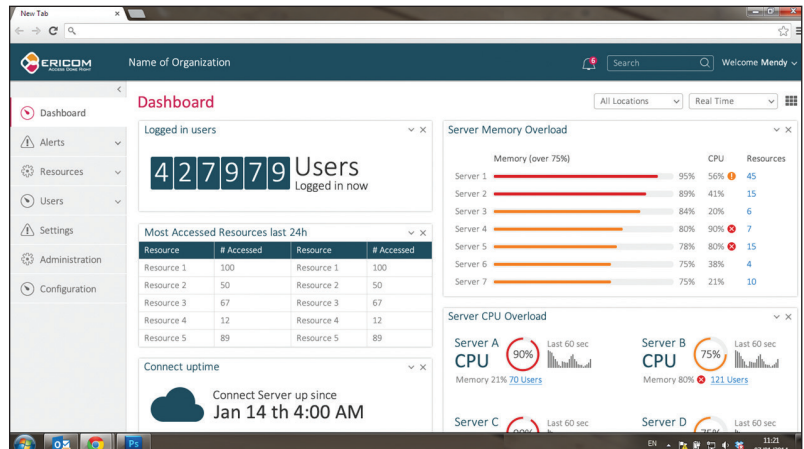 New Tab
ERICOM
Access Done Right
Name of Organization
6
Search
Welcome Mendy
Dashboard
Alerts
Resources
Users
Settings
Administration
Configuration
Dashboard
All Locations
Real Time
Logged in users
427979 Users
Logged in now
Most Accessed Resources last 24h
Resource # Accessed Resource # Accessed
Resource 1 100 Resource 1 100
Resource 2 50 Resource 2 50
Resource 3 67 Resource 3 67
Resource 4 12 Resource 4 12
Resource 5 89 Resource 5 89
Connect uptime
Connect Server up since
Jan 14 th 4:00 AM
Server Memory Overload
Memory (over 75%) CPU Resources
Server 1 95% 56% 45
Server 2 89% 41% 15
Server 3 84% 20% 6
Server 4 80% 90% 7
Server 5 78% 80% 15
Server 6 75% 38% 4
Server 7 75% 21% 10
Server CPU Overload
Server A
CPU
90%
Last 60 sec
Memory 21% 70 Users
Server B
CPU
75%
Last 60 sec
Memory 80% 121 Users
Server C
Last 60 sec
Server D
Last 60 sec
Ps
EN
11:21